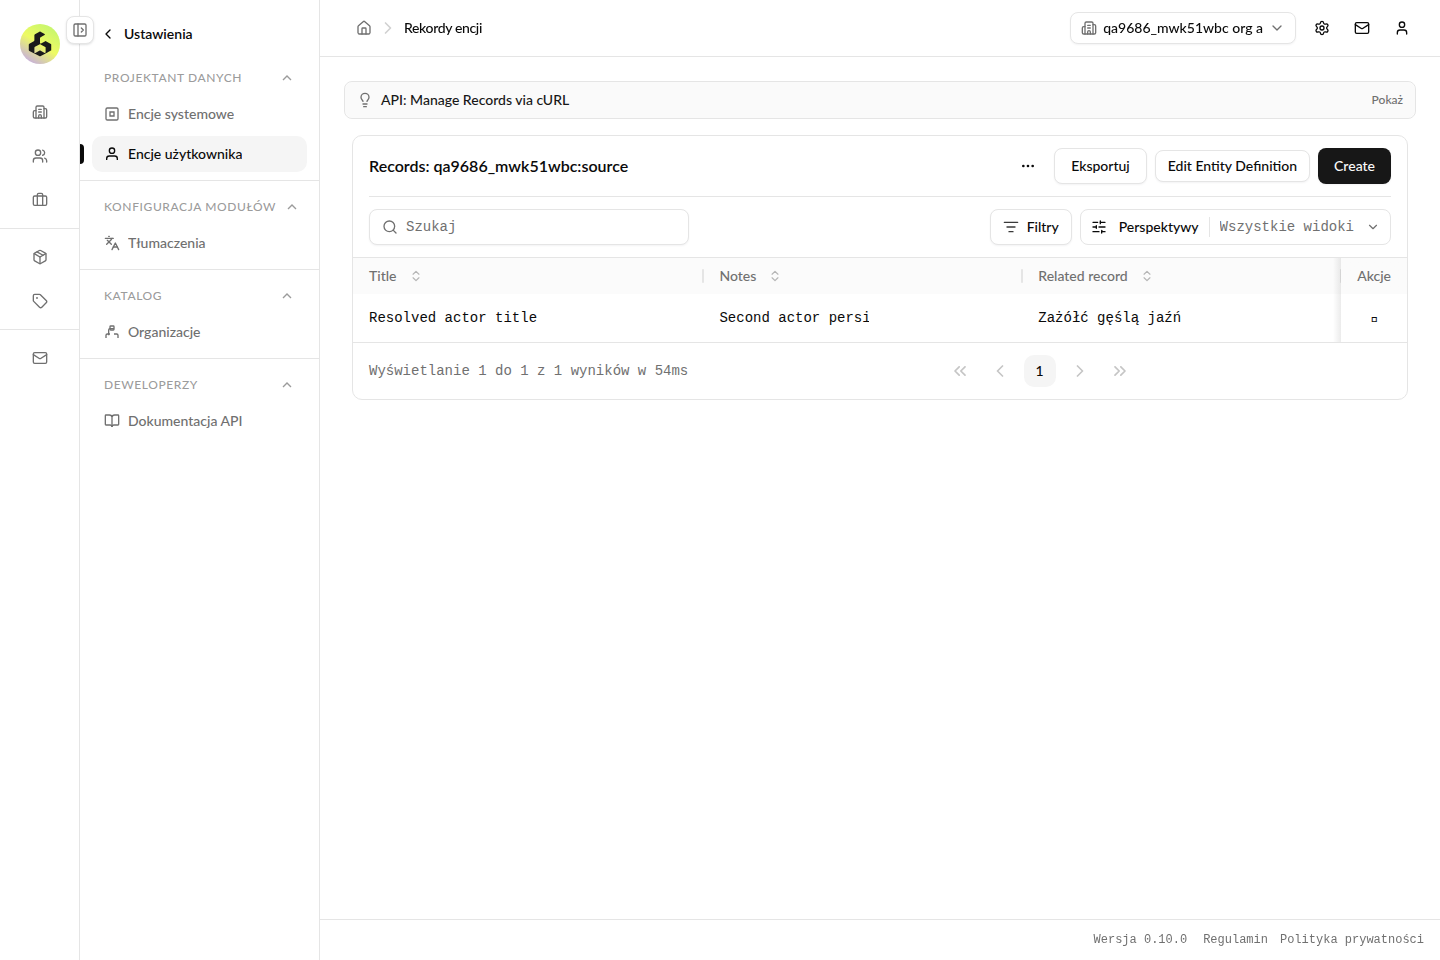 Ustawienia
Rekordy encji
qa9686_mwk51wbc org a
PROJEKTANT DANYCH
Encje systemowe
Encje użytkownika
KONFIGURACJA MODUŁÓW
Tłumaczenia
KATALOG
Organizacje
DEWELOPERZY
Dokumentacja API
API: Manage Records via cURL
Pokaż
Records: qa9686_mwk51wbc:source
Eksportuj
Edit Entity Definition
Create
Szukaj
Filtry
Perspektywy
Wszystkie widoki
Title Notes Related record Akcje
Resolved actor title Second actor persi Zażółć gęślą jaźń
Wyświetlanie 1 do 1 z 1 wyników w 54ms
1
Wersja 0.10.0 Regulamin Polityka prywatności